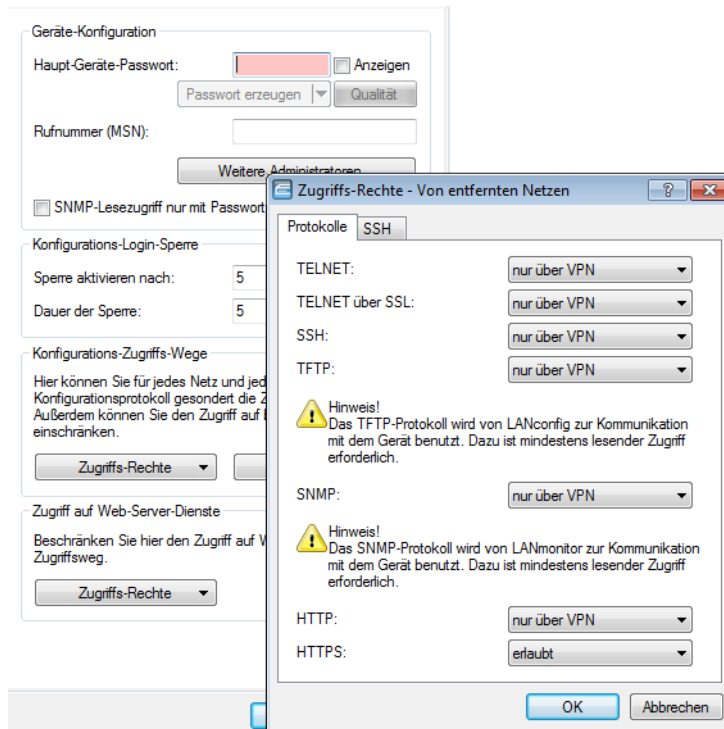 Geräte-Konfiguration
Haupt-Geräte-Passwort:
Anzeigen
Passwort erzeugen
Qualität
Rufnummer (MSN):
Weitere Administratoren
SNMP-Lesezugriff nur mit Passwort
Konfigurations-Login-Sperre
Sperre aktivieren nach:
5
Dauer der Sperre:
5
Konfigurations-Zugriffs-Wege
Hier können Sie für jedes Netz und jed
Konfigurationsprotokoll gesondert die Z
Außerdem können Sie den Zugriff auf
einschränken.
Zugriffs-Rechte
Zugriff auf Web-Server-Dienste
Beschränken Sie hier den Zugriff auf
Zugriffsweg.
Zugriffs-Rechte
Zugriffs-Rechte - Von entfernten Netzen
Protokolle
SSH
TELNET:
nur über VPN
TELNET über SSL:
nur über VPN
SSH:
nur über VPN
TFTP:
nur über VPN
Hinweis!
Das TFTP-Protokoll wird von LANconfig zur Kommunikation
mit dem Gerät benutzt. Dazu ist mindestens lesender Zugriff
erforderlich.
SNMP:
nur über VPN
Hinweis!
Das SNMP-Protokoll wird von LANmonitor zur Kommunikation
mit dem Gerät benutzt. Dazu ist mindestens lesender Zugriff
erforderlich.
HTTP:
nur über VPN
HTTPS:
erlaubt
OK
Abbrechen